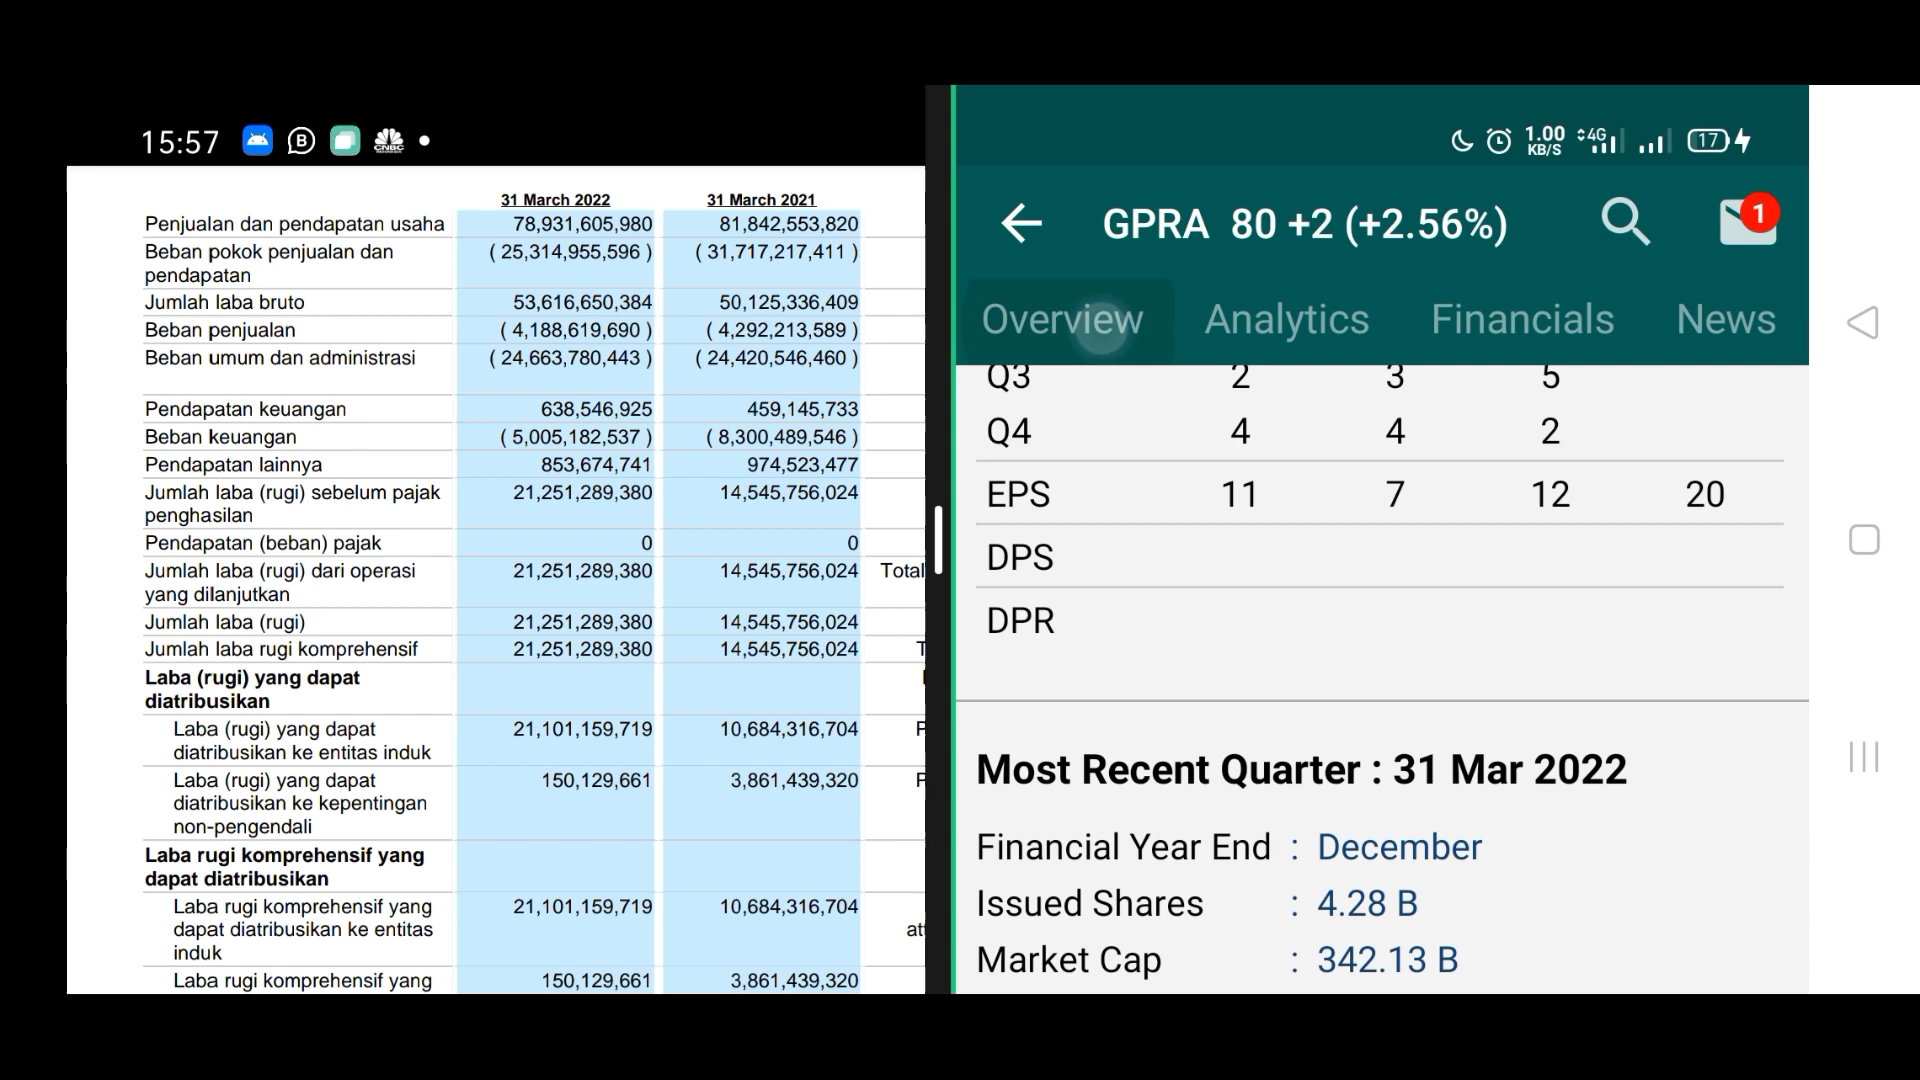 15:57
B
CNBC
31 March 2022 31 March 2021
Penjualan dan pendapatan usaha 78,931,605,980 81,842,553,820
Beban pokok penjualan dan ( 25,314,955,596 ) ( 31,717,217,411 )
pendapatan
Jumlah laba bruto 53,616,650,384 50,125,336,409
Beban penjualan ( 4,188,619,690 ) ( 4,292,213,589 )
Beban umum dan administrasi ( 24,663,780,443 ) ( 24,420,546,460 )
Pendapatan keuangan 638,546,925 459,145,733
Beban keuangan ( 5,005,182,537 ) ( 8,300,489,546 )
Pendapatan lainnya 853,674,741 974,523,477
Jumlah laba (rugi) sebelum pajak 21,251,289,380 14,545,756,024
penghasilan
Pendapatan (beban) pajak 0 0
Jumlah laba (rugi) dari operasi 21,251,289,380 14,545,756,024 Total
yang dilanjutkan
Jumlah laba (rugi) 21,251,289,380 14,545,756,024
Jumlah laba rugi komprehensif 21,251,289,380 14,545,756,024 T
Laba (rugi) yang dapat
diatribusikan
Laba (rugi) yang dapat 21,101,159,719 10,684,316,704 P
diatribusikan ke entitas induk
Laba (rugi) yang dapat 150,129,661 3,861,439,320 P
diatribusikan ke kepentingan
non-pengendali
Laba rugi komprehensif yang
dapat diatribusikan
Laba rugi komprehensif yang 21,101,159,719 10,684,316,704
dapat diatribusikan ke entitas att
induk
Laba rugi komprehensif yang 150,129,661 3,861,439,320
1.00 KB/S 4G 17
GPRA 80 +2 (+2.56%) 1
Overview Analytics Financials News
Q3 2 3 5
Q4 4 4 2
EPS 11 7 12 20
DPS
DPR
Most Recent Quarter : 31 Mar 2022
Financial Year End : December
Issued Shares : 4.28 B
Market Cap : 342.13 B